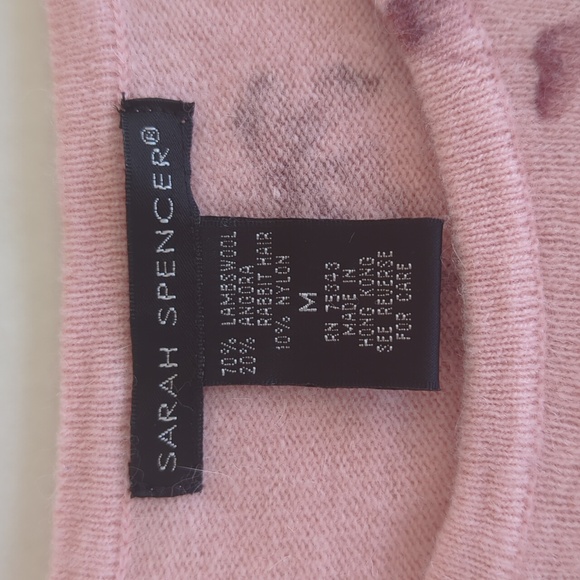 SARAH SPENCER®
70% LAMBSWOOL
20% ANGORA
RABBIT HAIR
10% NYLON
M
RN 75343
MADE IN
HONG KONG
SEE REVERSE
FOR CARE